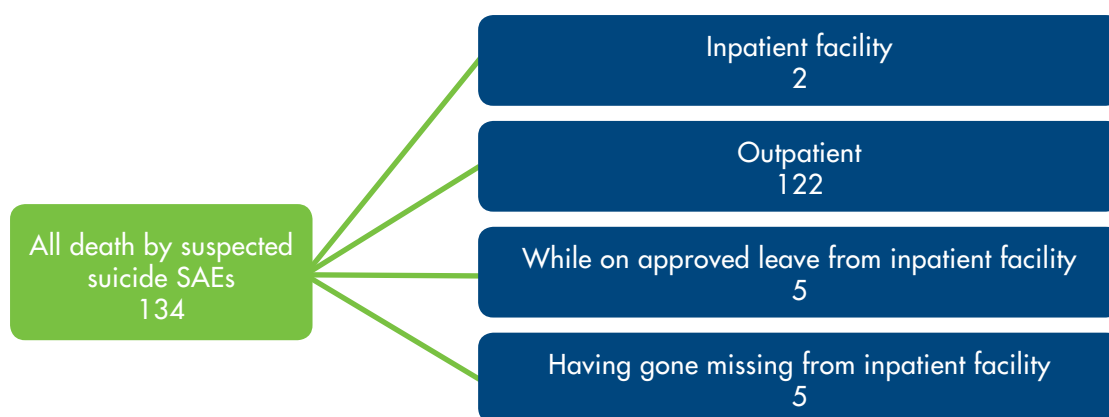 All death by suspected
suicide SAEs
134
Inpatient facility
2
Outpatient
122
While on approved leave from inpatient facility
5
Having gone missing from inpatient facility
5